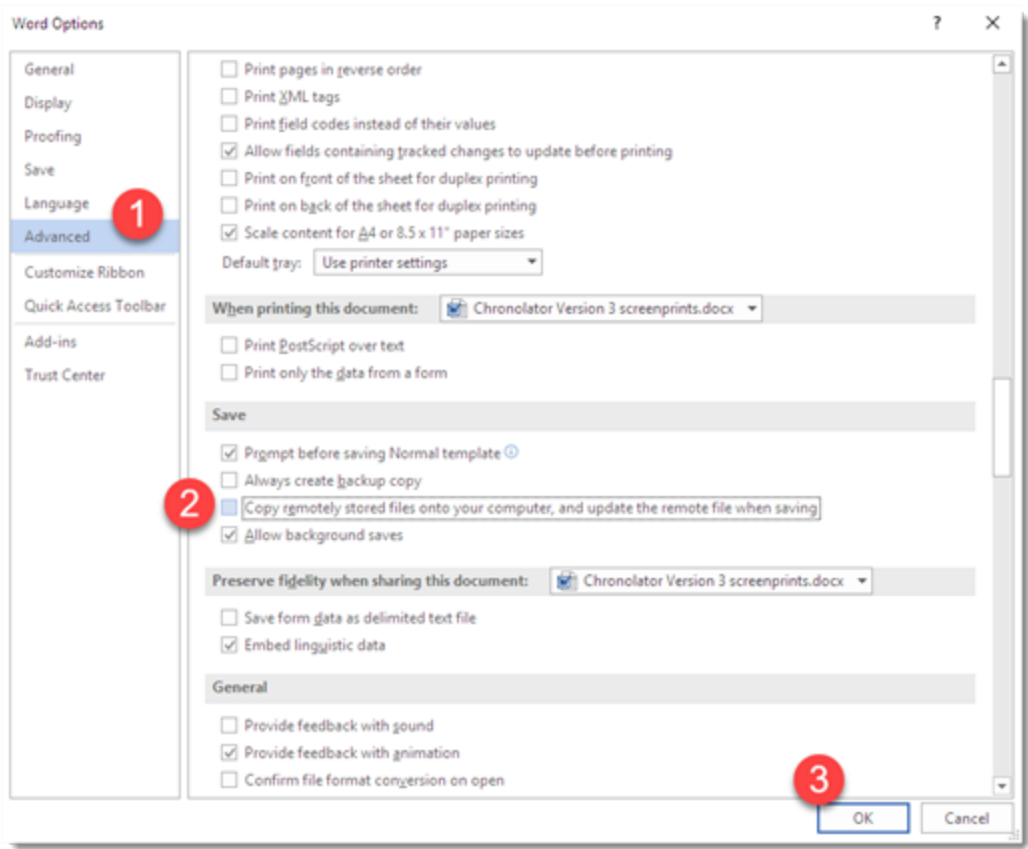 Word Options
?
General
Display
Proofing
Save
Language
1
Advanced
Customize Ribbon
Quick Access Toolbar
Add-ins
Trust Center
Print pages in reverse order
Print XML tags
Print field codes instead of their values
Allow fields containing tracked changes to update before printing
Print on front of the sheet for duplex printing
Print on back of the sheet for duplex printing
Scale content for A4 or 8.5 x 11" paper sizes
Default tray: Use printer settings
When printing this document: Chronolator Version 3 screenprints.docx
Print PostScript over text
Print only the data from a form
Save
Prompt before saving Normal template
Always create backup copy
2
Copy remotely stored files onto your computer, and update the remote file when saving
Allow background saves
Preserve fidelity when sharing this document: Chronolator Version 3 screenprints.docx
Save form data as delimited text file
Embed linguistic data
General
Provide feedback with sound
Provide feedback with animation
Confirm file format conversion on open
3
OK Cancel